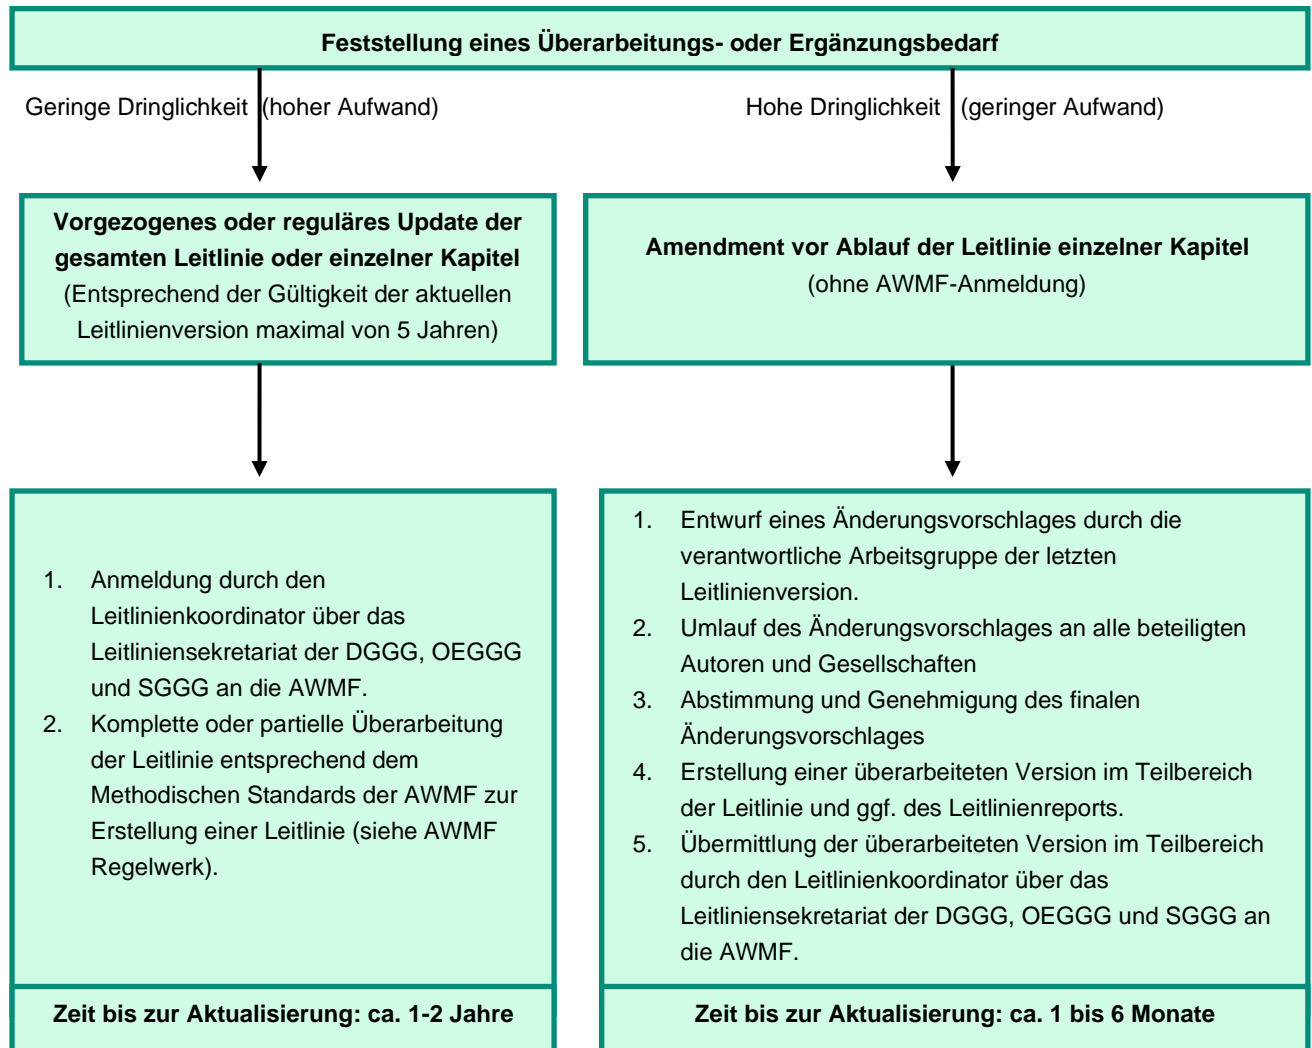 Feststellung eines Überarbeitungs- oder Ergänzungsbedarf
Geringe Dringlichkeit (hoher Aufwand)
Hohe Dringlichkeit (geringer Aufwand)
Vorgezogenes oder reguläres Update der
gesamten Leitlinie oder einzelner Kapitel
(Entsprechend der Gültigkeit der aktuellen
Leitlinienversion maximal von 5 Jahren)
Amendment vor Ablauf der Leitlinie einzelner Kapitel
(ohne AWMF-Anmeldung)
1. Anmeldung durch den
Leitlinienkoordinator über das
Leitliniensekretariat der DGGG, OEGGG
und SGGG an die AWMF.
2. Komplette oder partielle Überarbeitung
der Leitlinie entsprechend dem
Methodischen Standards der AWMF zur
Erstellung einer Leitlinie (siehe AWMF
Regelwerk).
Zeit bis zur Aktualisierung: ca. 1-2 Jahre
1. Entwurf eines Änderungsvorschlages durch die
verantwortliche Arbeitsgruppe der letzten
Leitlinienversion.
2. Umlauf des Änderungsvorschlages an alle beteiligten
Autoren und Gesellschaften
3. Abstimmung und Genehmigung des finalen
Änderungsvorschlages
4. Erstellung einer überarbeiteten Version im Teilbereich
der Leitlinie und ggf. des Leitlinienreports.
5. Übermittlung der überarbeiteten Version im Teilbereich
durch den Leitlinienkoordinator über das
Leitliniensekretariat der DGGG, OEGGG und SGGG an
die AWMF.
Zeit bis zur Aktualisierung: ca. 1 bis 6 Monate